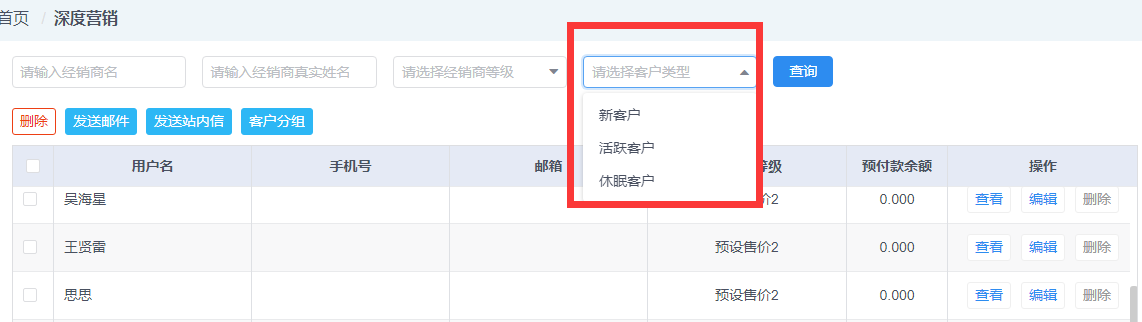 首页 / 深度营销
请输入经销商名 请输入经销商真实姓名 请选择经销商等级 请选择客户类型 查询
新客户
活跃客户
休眠客户
删除 发送邮件 发送站内信 客户分组
用户名 手机号 邮箱 等级 预付款余额 操作
吴海星 价2 0.000 查看 编辑 删除
王贤雷 预设售价2 0.000 查看 编辑 删除
思思 预设售价2 0.000 查看 编辑 删除